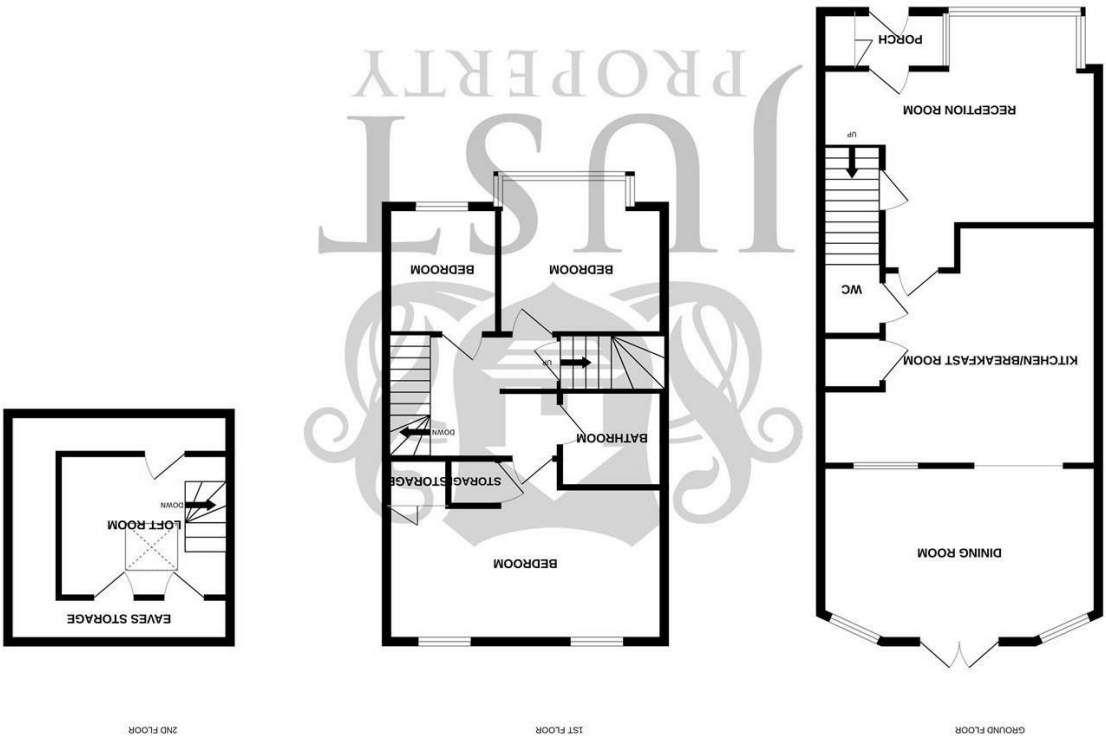 GROUND FLOOR
DINING ROOM
KITCHEN/BREAKFAST ROOM
WC
UP
RECEPTION ROOM
PORCH
1ST FLOOR
BEDROOM
STORAGE
STORAGE
BATHROOM
DOWN
UP
BEDROOM
BEDROOM
JUST
PROPERTY
2ND FLOOR
EAVES STORAGE
LOFT ROOM
DOWN